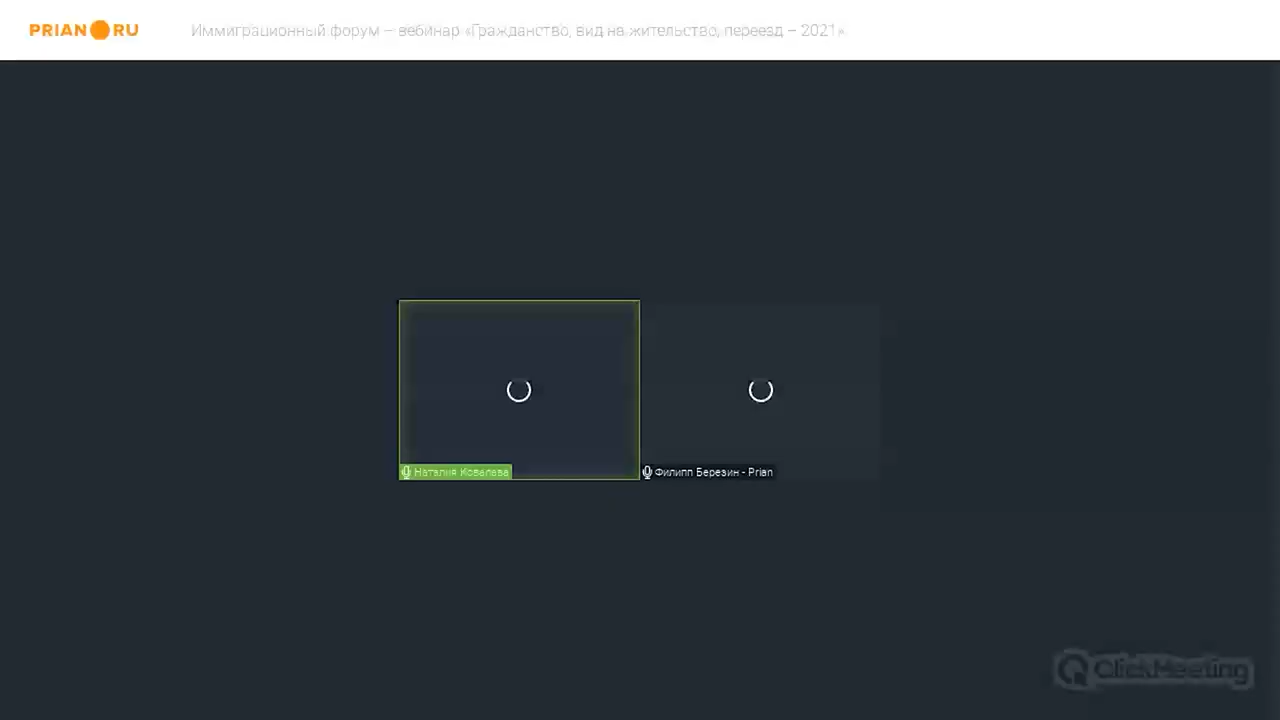 PRIAN RU
Иммиграционный форум – вебинар «Гражданство, вид на жительство, переезд – 2021»
Наталия Ковалева
Филипп Березин - Prian
ClickMeeting